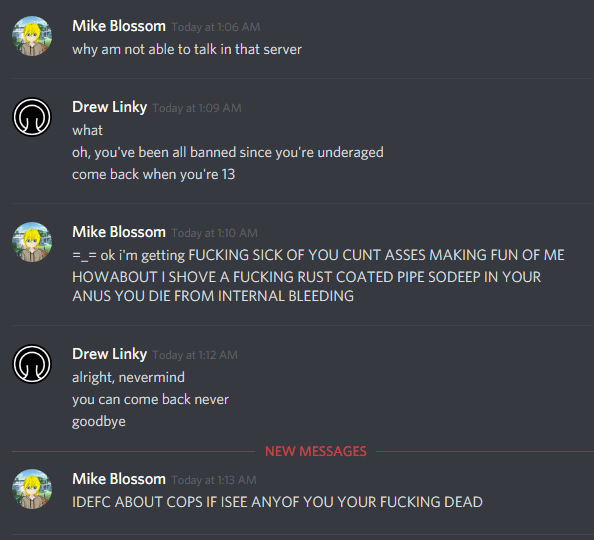 Mike Blossom Today at 1:06 AM
why am not able to talk in that server
Drew Linky Today at 1:09 AM
what
oh, you've been all banned since you're underaged
come back when you're 13
Mike Blossom Today at 1:10 AM
=_= ok i'm getting FUCKING SICK OF YOU CUNT ASSES MAKING FUN OF ME
HOWABOUT I SHOVE A FUCKING RUST COATED PIPE SODEEP IN YOUR
ANUS YOU DIE FROM INTERNAL BLEEDING
Drew Linky Today at 1:12 AM
alright, nevermind
you can come back never
goodbye
NEW MESSAGES
Mike Blossom Today at 1:13 AM
IDEFC ABOUT COPS IF ISEE ANYOF YOU YOUR FUCKING DEAD